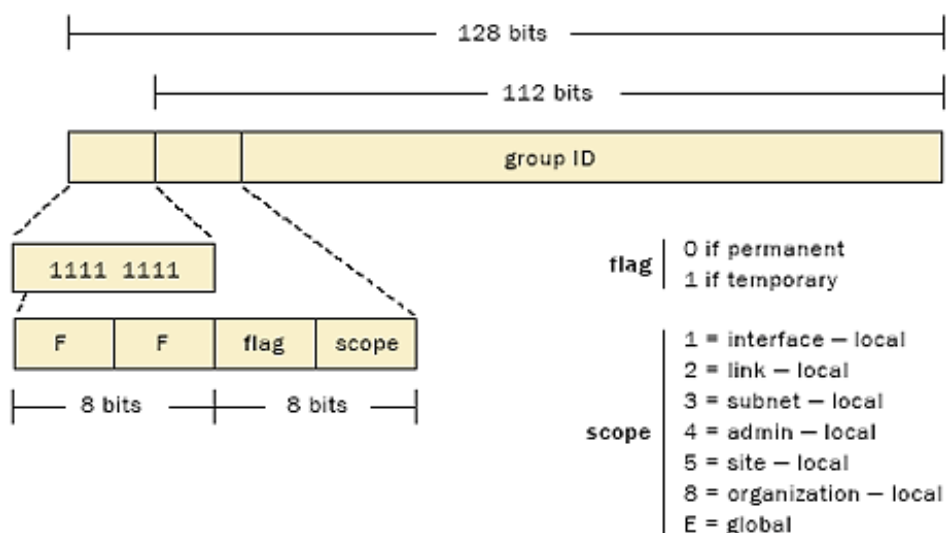 128 bits
112 bits
group ID
1111 1111
F F flag scope
8 bits 8 bits
flag
0 if permanent
1 if temporary
scope
1 = interface – local
2 = link – local
3 = subnet – local
4 = admin – local
5 = site – local
8 = organization – local
E = global